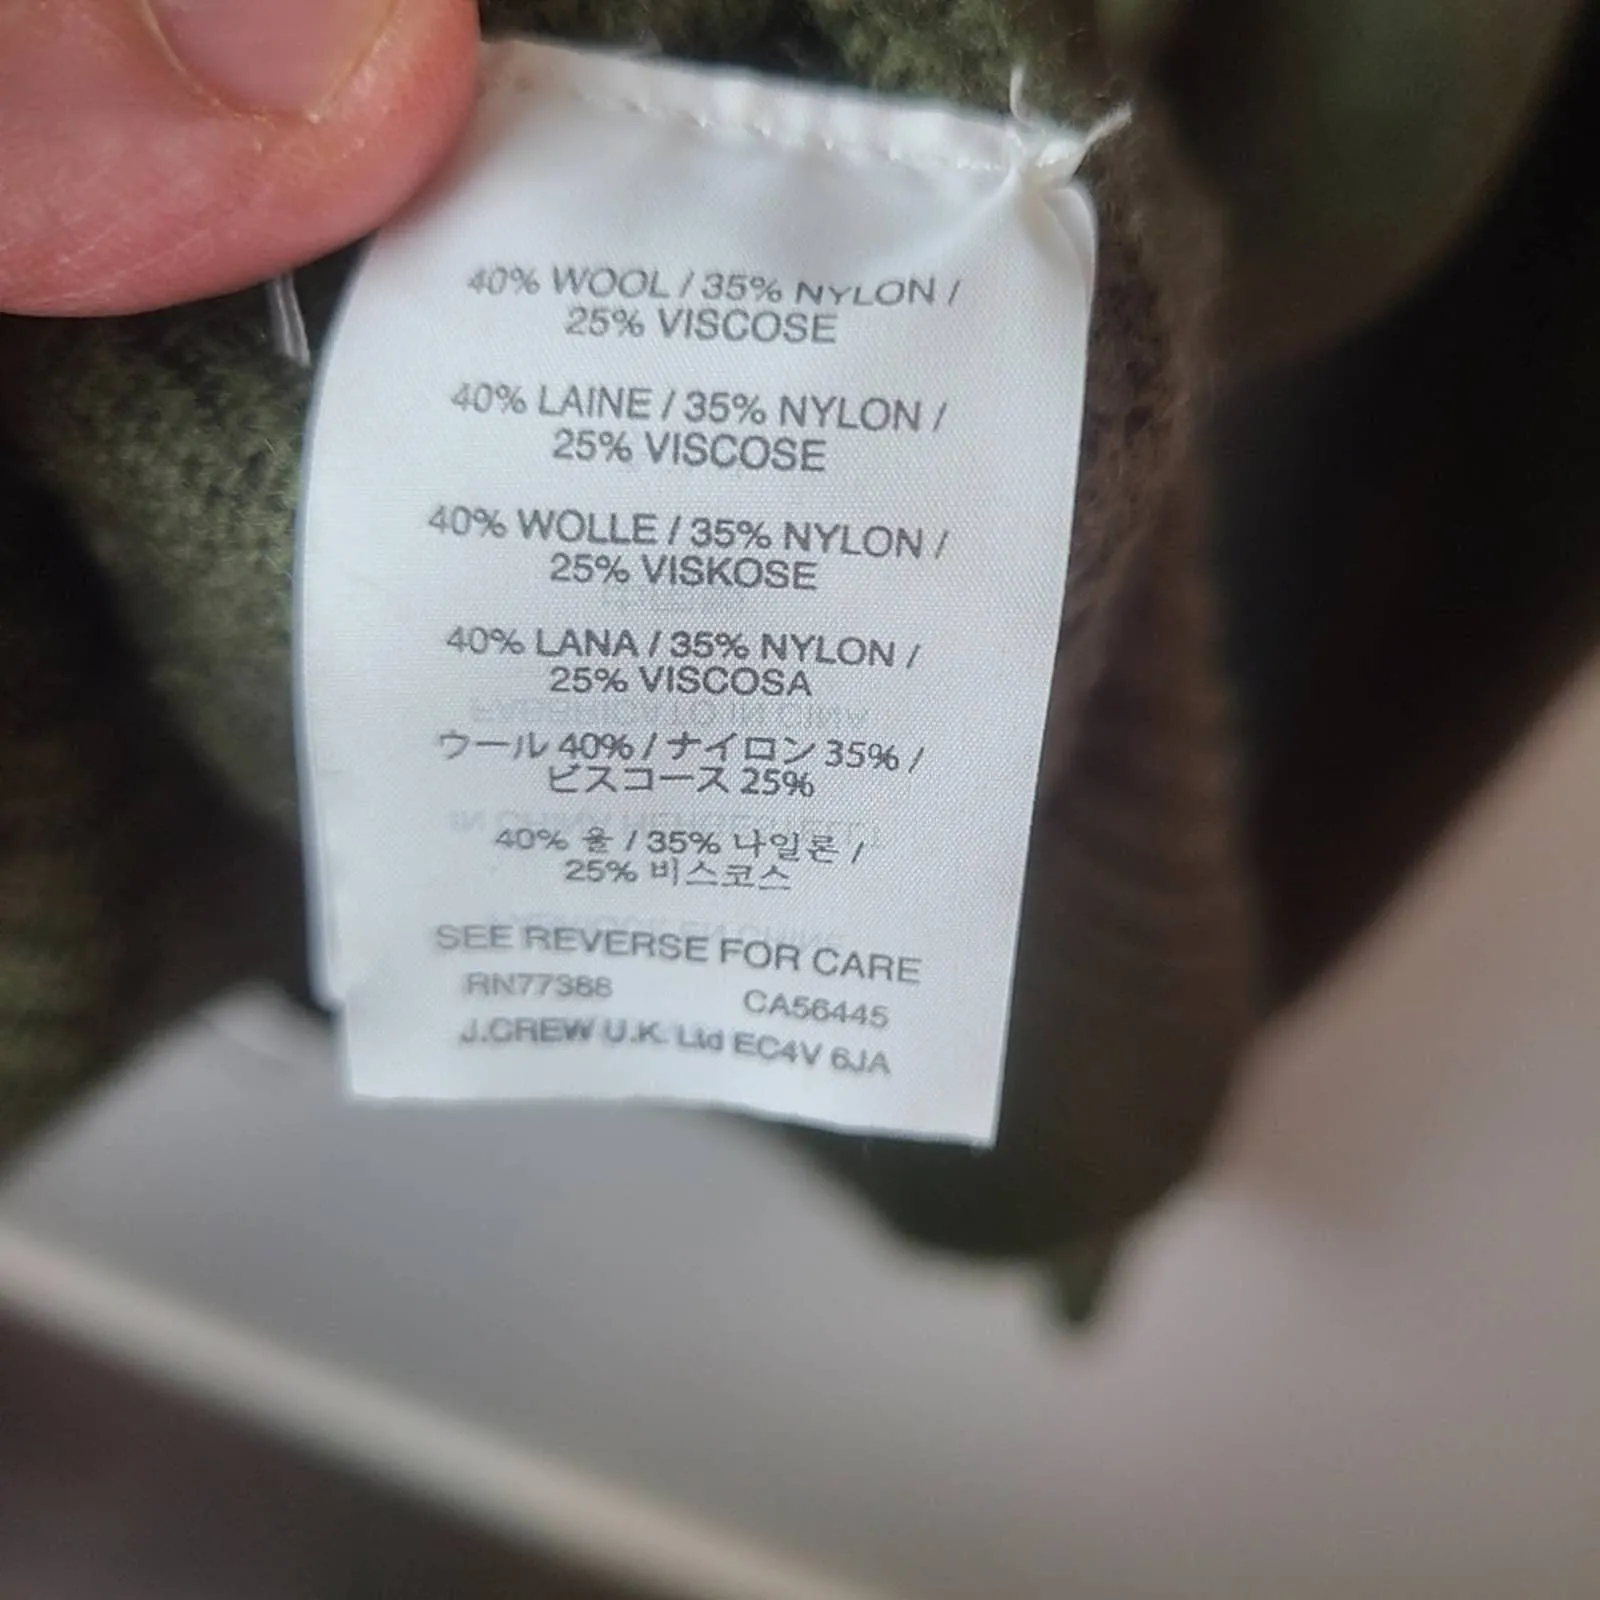 40% WOOL / 35% NYLON /
25% VISCOSE
40% LAINE / 35% NYLON /
25% VISCOSE
40% WOLLE / 35% NYLON /
25% VISKOSE
40% LANA / 35% NYLON /
25% VISCOSA
ウール 40% / ナイロン 35% /
ビスコース 25%
40% 울 / 35% 나일론 /
25% 비스코스
SEE REVERSE FOR CARE
RN77388 CA56445
J.CREW U.K. Ltd EC4V 6JA